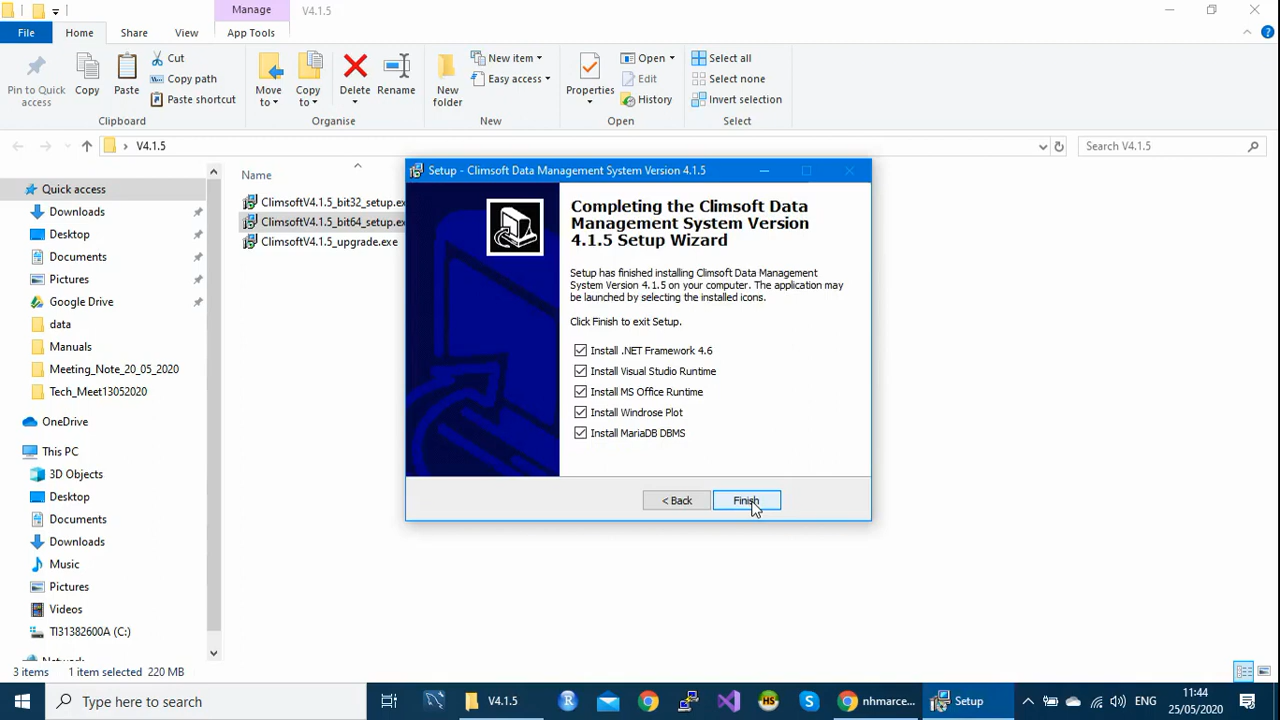 Manage
V4.1.5
File
Home
Share
View
App Tools
Pin to Quick
access
Copy
Paste
Cut
Copy path
Paste shortcut
Clipboard
Move
to
Copy
to
Delete
Rename
Organise
New
folder
New item
Easy access
New
Properties
Open
Edit
History
Open
Select all
Select none
Invert selection
Select
V4.1.5
Search V4.1.5
Quick access
Downloads
Desktop
Documents
Pictures
Google Drive
data
Manuals
Meeting_Note_20_05_2020
Tech_Meet13052020
OneDrive
This PC
3D Objects
Desktop
Documents
Downloads
Music
Pictures
Videos
TI31382600A (C:)
Name
ClimsoftV4.1.5_bit32_setup.ex
ClimsoftV4.1.5_bit64_setup.ex
ClimsoftV4.1.5_upgrade.exe
Setup - Climsoft Data Management System Version 4.1.5
Completing the Climsoft Data
Management System Version
4.1.5 Setup Wizard
Setup has finished installing Climsoft Data Management
System Version 4.1.5 on your computer. The application may
be launched by selecting the installed icons.
Click Finish to exit Setup.
Install .NET Framework 4.6
Install Visual Studio Runtime
Install MS Office Runtime
Install Windrose Plot
Install MariaDB DBMS
< Back
Finish
3 items
1 item selected 220 MB
Type here to search
V4.1.5
R
HS
nhmarce...
Setup
ENG
11:44
25/05/2020